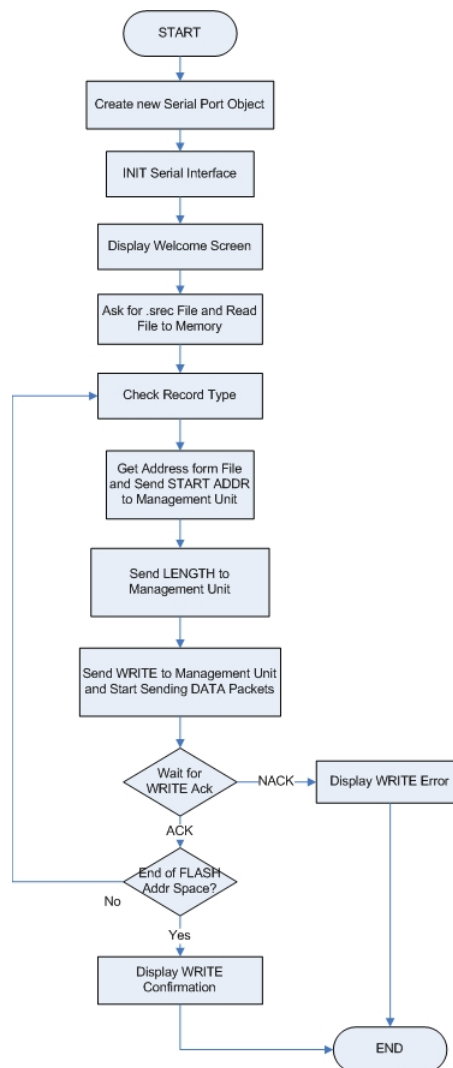 START
Create new Serial Port Object
INIT Serial Interface
Display Welcome Screen
Ask for .srec File and Read
File to Memory
Check Record Type
Get Address form File
and Send START ADDR
to Management Unit
Send LENGTH to
Management Unit
Send WRITE to Management Unit
and Start Sending DATA Packets
Wait for
WRITE Ack
NACK
Display WRITE Error
ACK
End of FLASH
Addr Space?
No
Yes
Display WRITE
Confirmation
END